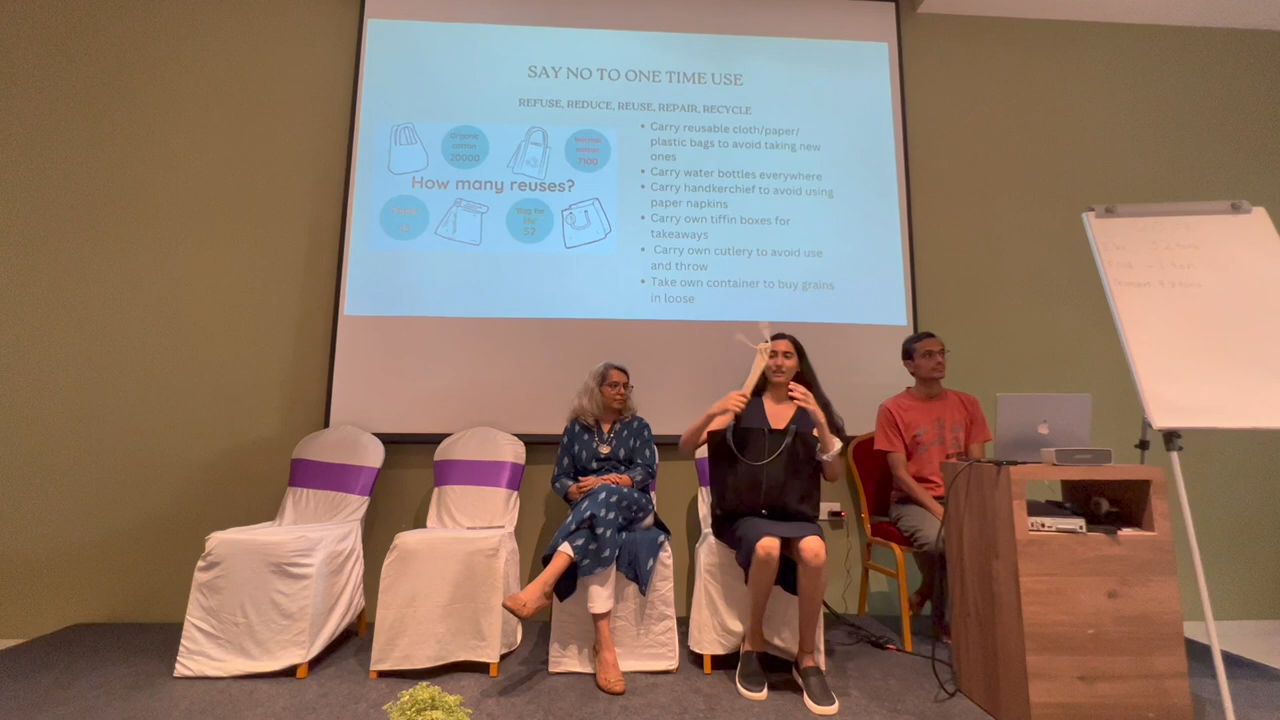 SAY NO TO ONE TIME USE
REFUSE, REDUCE, REUSE, REPAIR, RECYCLE
Organic
cotton
20000
7100
How many reuses?
Bag for
life
52
• Carry reusable cloth/paper/
plastic bags to avoid taking new
ones
• Carry water bottles everywhere
• Carry handkerchief to avoid using
paper napkins
• Carry own tiffin boxes for
takeaways
• Carry own cutlery to avoid use
and throw
• Take own container to buy grains
in loose